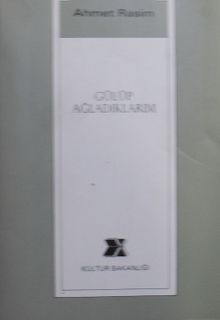 Ahmet Rasim
GÜLÜP
AĞLADIKLARIM
KÜLTÜR BAKANLIĞI